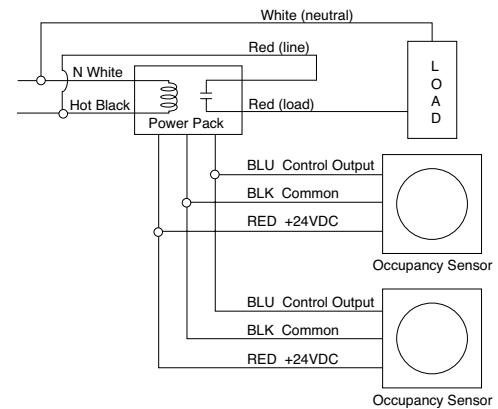 White (neutral)
Red (line)
N White
Hot Black
Red (load)
Power Pack
L
O
A
D
BLU Control Output
BLK Common
RED +24VDC
Occupancy Sensor
BLU Control Output
BLK Common
RED +24VDC
Occupancy Sensor